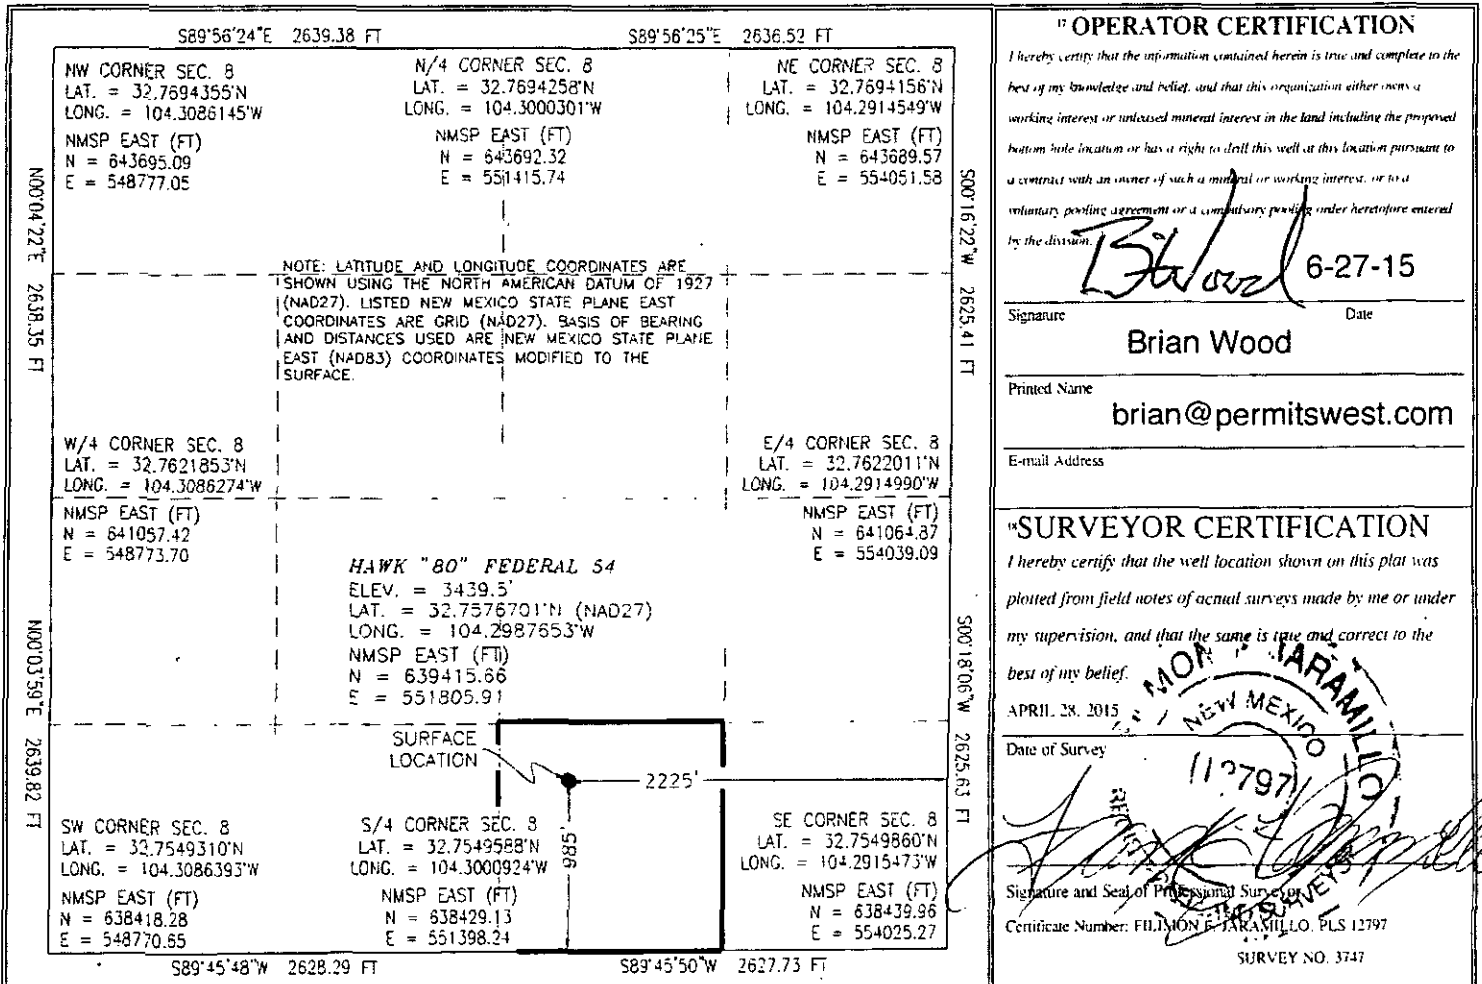 S89°56'24"E 2639.38 FT
S89°56'25"E 2636.52 FT
NW CORNER SEC. 8
LAT. = 32.7694355'N
LONG. = 104.3086145'W
NMSP EAST (FT)
N = 643695.09
E = 548777.05
N/4 CORNER SEC. 8
LAT. = 32.7694258'N
LONG. = 104.3000301'W
NMSP EAST (FT)
N = 643692.32
E = 551415.74
NE CORNER SEC. 8
LAT. = 32.7694156'N
LONG. = 104.2914549'W
NMSP EAST (FT)
N = 643689.57
E = 554051.58
N00°04'22"E 2638.35 FT
S00°16'22"W 2625.41 FT
NOTE: LATITUDE AND LONGITUDE COORDINATES ARE
SHOWN USING THE NORTH AMERICAN DATUM OF 1927
(NAD27). LISTED NEW MEXICO STATE PLANE EAST
COORDINATES ARE GRID (NAD27). BASIS OF BEARING
AND DISTANCES USED ARE NEW MEXICO STATE PLANE
EAST (NAD83) COORDINATES MODIFIED TO THE
SURFACE.
W/4 CORNER SEC. 8
LAT. = 32.7621853'N
LONG. = 104.3086274'W
NMSP EAST (FT)
N = 641057.42
E = 548773.70
E/4 CORNER SEC. 8
LAT. = 32.7622011'N
LONG. = 104.2914990'W
NMSP EAST (FT)
N = 641064.87
E = 554039.09
HAWK "80" FEDERAL 54
ELEV. = 3439.5'
LAT. = 32.7576701'N (NAD27)
LONG. = 104.2987653'W
NMSP EAST (FT)
N = 639415.66
E = 551805.91
N00°03'59"E 2639.82 FT
S00°18'06"W 2625.63 FT
SURFACE
LOCATION
2225'
985'
SW CORNER SEC. 8
LAT. = 32.7549310'N
LONG. = 104.3086393'W
NMSP EAST (FT)
N = 638418.28
E = 548770.65
S/4 CORNER SEC. 8
LAT. = 32.7549588'N
LONG. = 104.3000924'W
NMSP EAST (FT)
N = 638429.13
E = 551398.24
SE CORNER SEC. 8
LAT. = 32.7549860'N
LONG. = 104.2915473'W
NMSP EAST (FT)
N = 638439.96
E = 554025.27
S89°45'48"W 2628.29 FT
S89°45'50"W 2627.73 FT
17 OPERATOR CERTIFICATION
I hereby certify that the information contained herein is true and complete to the
best of my knowledge and belief, and that this organization either owns a
working interest or unleased mineral interest in the land including the proposed
bottom hole location or has a right to drill this well at this location pursuant to
a contract with an owner of such a mineral or working interest, or to a
voluntary pooling agreement or a compulsory pooling order heretofore entered
by the division.
B Wood 6-27-15
Signature Date
Brian Wood
Printed Name
brian@permitswest.com
E-mail Address
18 SURVEYOR CERTIFICATION
I hereby certify that the well location shown on this plat was
plotted from field notes of actual surveys made by me or under
my supervision, and that the same is true and correct to the
best of my belief.
APRIL 28, 2015
Date of Survey
JARAMILLO
NEW MEXICO
12797
Signature and Seal of Professional Surveyor
Certificate Number: FILIMON F. JARAMILLO, PLS 12797
SURVEY NO. 3747